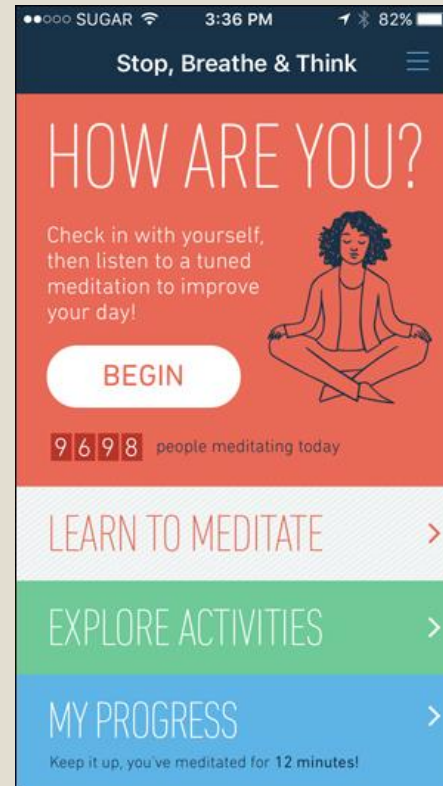 SUGAR 3:36 PM 82%
Stop, Breathe & Think
HOW ARE YOU?
Check in with yourself,
then listen to a tuned
meditation to improve
your day!
BEGIN
9698 people meditating today
LEARN TO MEDITATE
EXPLORE ACTIVITIES
MY PROGRESS
Keep it up, you've meditated for 12 minutes!